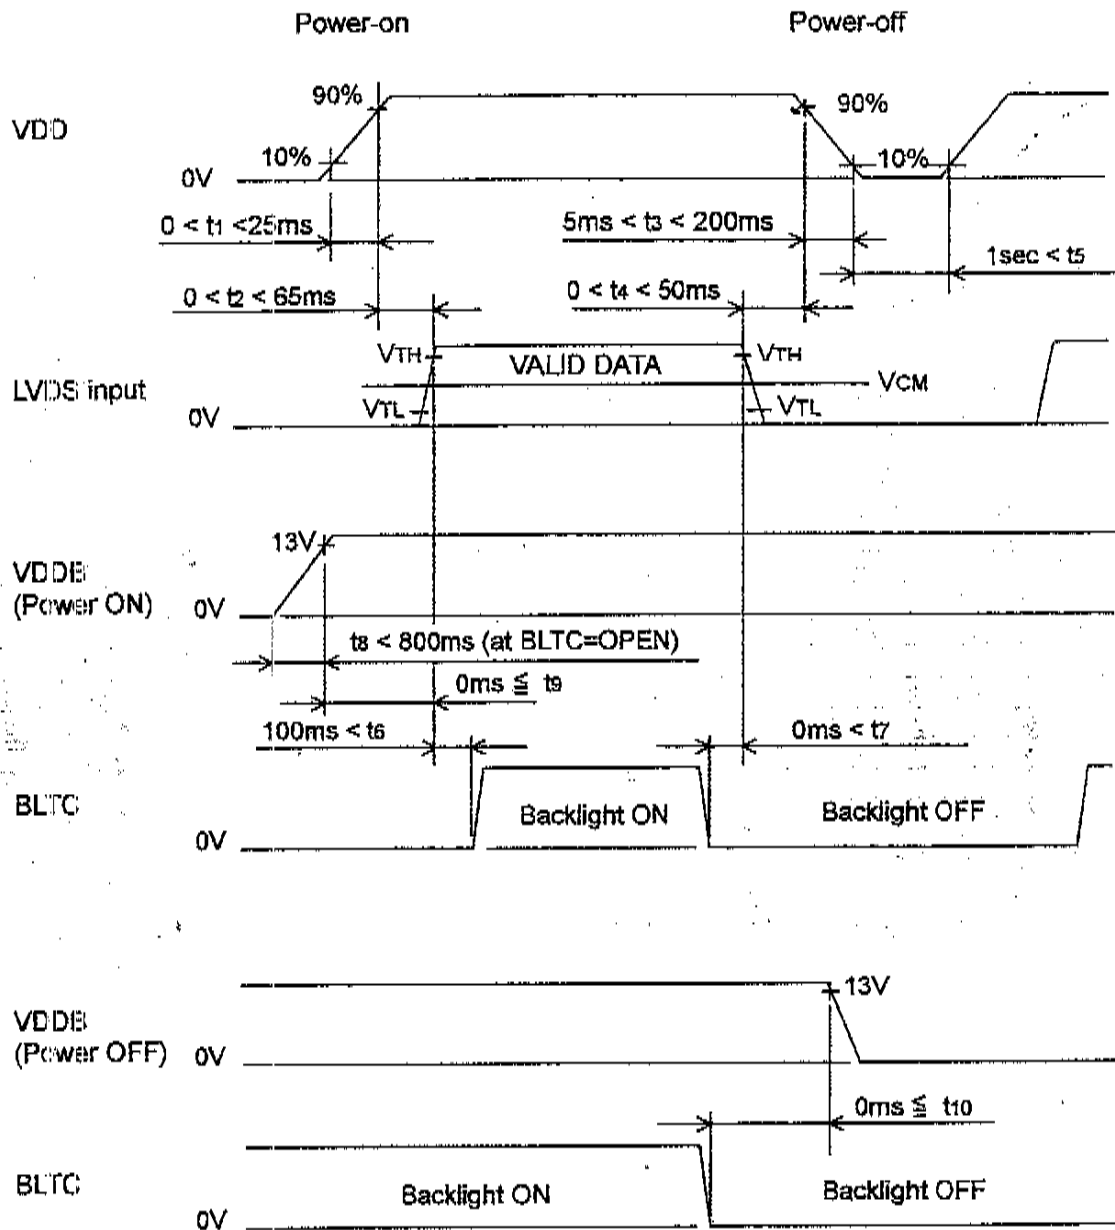 Power-on Power-off
90% 90%
VDD
10% 10%
0V
0 < t1 <25ms 5ms < t3 < 200ms
1sec < t5
0 < t2 < 65ms 0 < t4 < 50ms
VTH VALID DATA VTH
LVDS input VCM
VTL VTL
0V
13V
VDDB
(Power ON) 0V
t8 < 800ms (at BLTC=OPEN)
0ms ≦ t9
100ms < t6 0ms < t7
BLTC Backlight ON Backlight OFF
0V
13V
VDDB
(Power OFF) 0V
0ms ≦ t10
BLTC Backlight ON Backlight OFF
0V